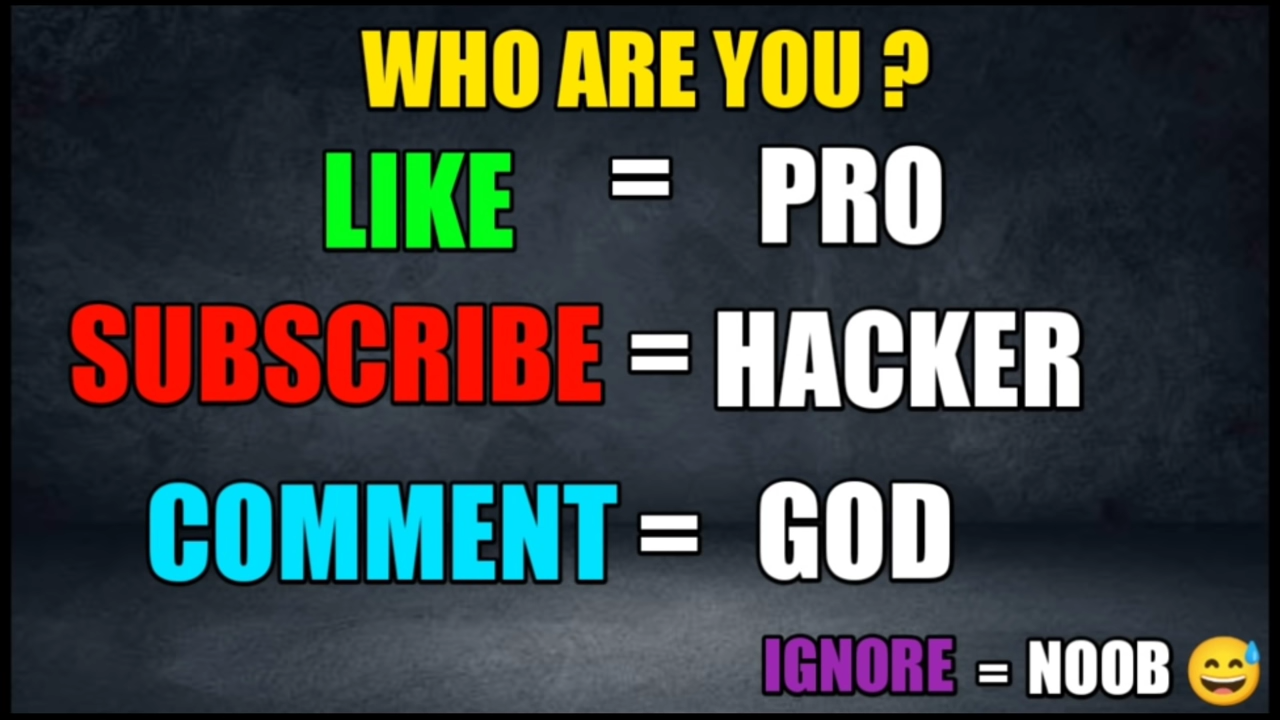 WHO ARE YOU ?
LIKE = PRO
SUBSCRIBE = HACKER
COMMENT = GOD
IGNORE = NOOB 😅